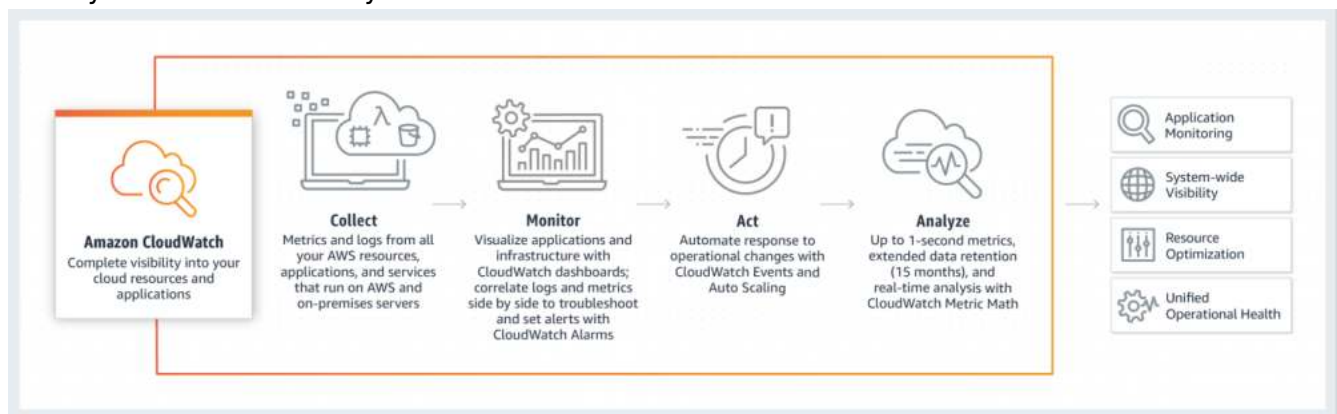 Amazon CloudWatch
Complete visibility into your
cloud resources and
applications
Collect
Metrics and logs from all
your AWS resources,
applications, and services
that run on AWS and
on-premises servers
Monitor
Visualize applications and
infrastructure with
CloudWatch dashboards;
correlate logs and metrics
side by side to troubleshoot
and set alerts with
CloudWatch Alarms
Act
Automate response to
operational changes with
CloudWatch Events and
Auto Scaling
Analyze
Up to 1-second metrics,
extended data retention
(15 months), and
real-time analysis with
CloudWatch Metric Math
Application
Monitoring
System-wide
Visibility
Resource
Optimization
Unified
Operational Health